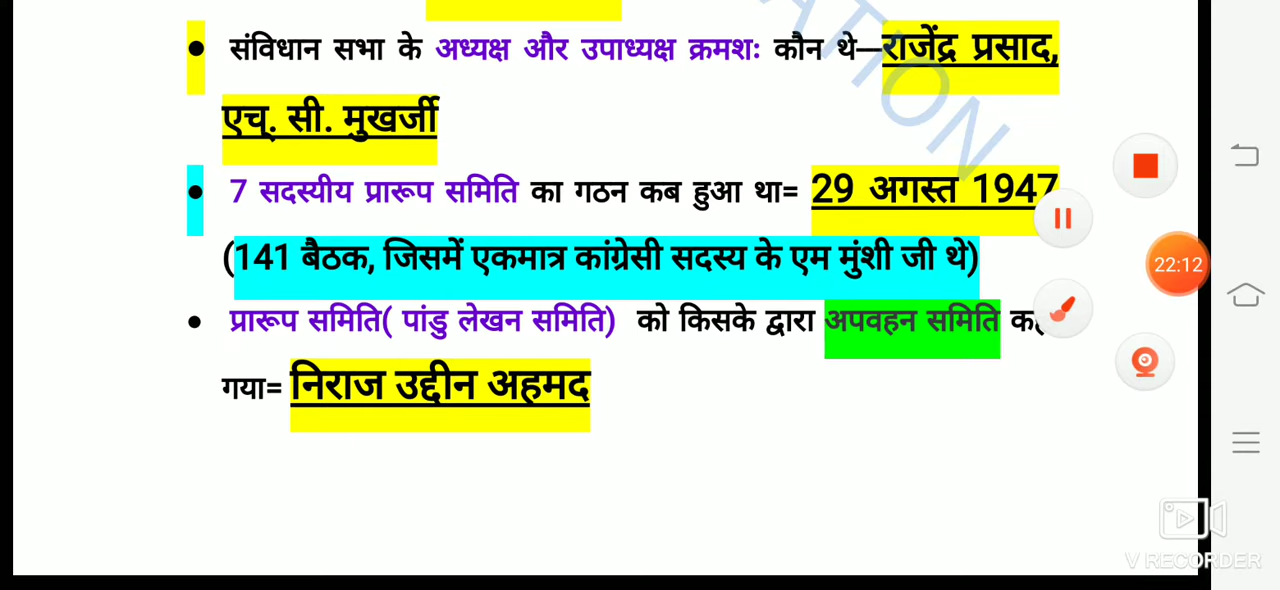 संविधान सभा के अध्यक्ष और उपाध्यक्ष क्रमशः कौन थे—राजेंद्र प्रसाद,
एच्. सी. मुखर्जी
7 सदस्यीय प्रारूप समिति का गठन कब हुआ था= 29 अगस्त 1947
(141 बैठक, जिसमें एकमात्र कांग्रेसी सदस्य के एम मुंशी जी थे)
प्रारूप समिति( पांडु लेखन समिति) को किसके द्वारा अपवहन समिति
गया= निराज उद्दीन अहमद
22:12
V RECORDER